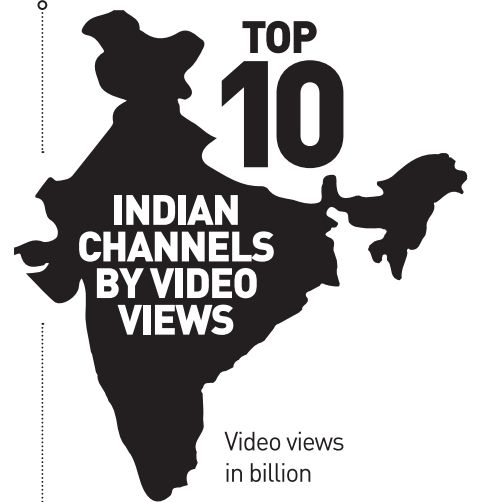 TOP
10
INDIAN
CHANNELS
BY VIDEO
VIEWS
Video views
in billion